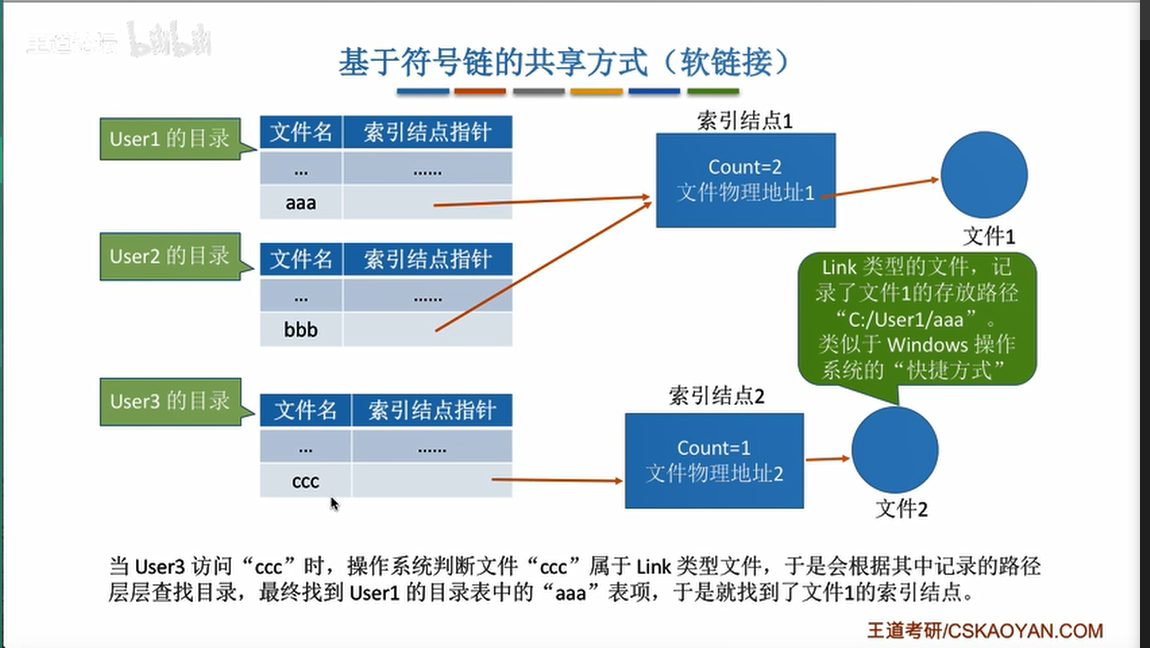 王道论坛 bilibili
基于符号链的共享方式（软链接）
User1 的目录
文件名 索引结点指针
... ......
aaa
索引结点1
Count=2
文件物理地址1
文件1
User2 的目录
文件名 索引结点指针
... ......
bbb
Link 类型的文件，记
录了文件1的存放路径
“C:/User1/aaa”。
类似于 Windows 操作
系统的“快捷方式”
User3 的目录
文件名 索引结点指针
... ......
ccc
索引结点2
Count=1
文件物理地址2
文件2
当 User3 访问“ccc”时，操作系统判断文件“ccc”属于 Link 类型文件，于是会根据其中记录的路径
层层查找目录，最终找到 User1 的目录表中的“aaa”表项，于是就找到了文件1的索引结点。
王道考研/CSKAOYAN.COM